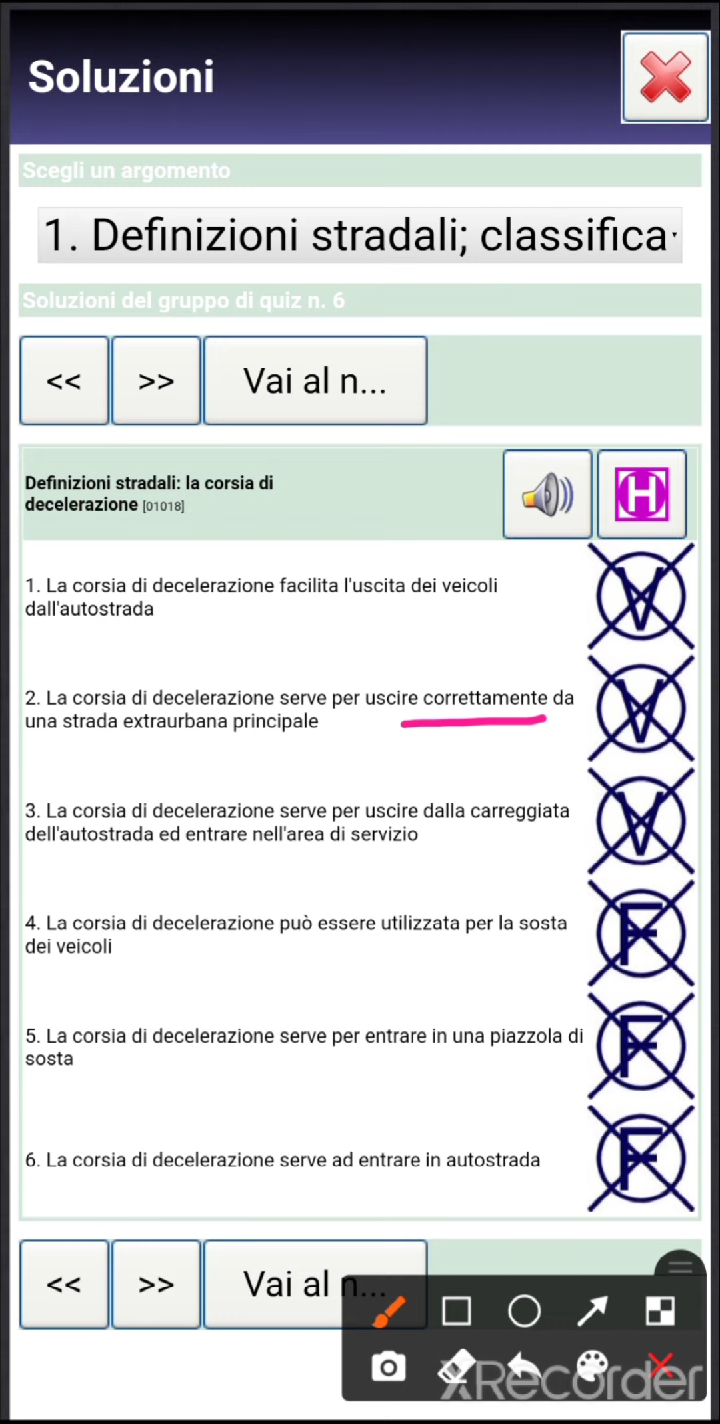 Soluzioni
Scegli un argomento
1. Definizioni stradali; classifica
Soluzioni del gruppo di quiz n. 6
<< >> Vai al n...
Definizioni stradali: la corsia di
decelerazione [01018]
H
1. La corsia di decelerazione facilita l'uscita dei veicoli
dall'autostrada
V
2. La corsia di decelerazione serve per uscire correttamente da
una strada extraurbana principale
V
3. La corsia di decelerazione serve per uscire dalla carreggiata
dell'autostrada ed entrare nell'area di servizio
V
4. La corsia di decelerazione può essere utilizzata per la sosta
dei veicoli
F
5. La corsia di decelerazione serve per entrare in una piazzola di
sosta
F
6. La corsia di decelerazione serve ad entrare in autostrada
F
<< >> Vai al n...
XRecorder